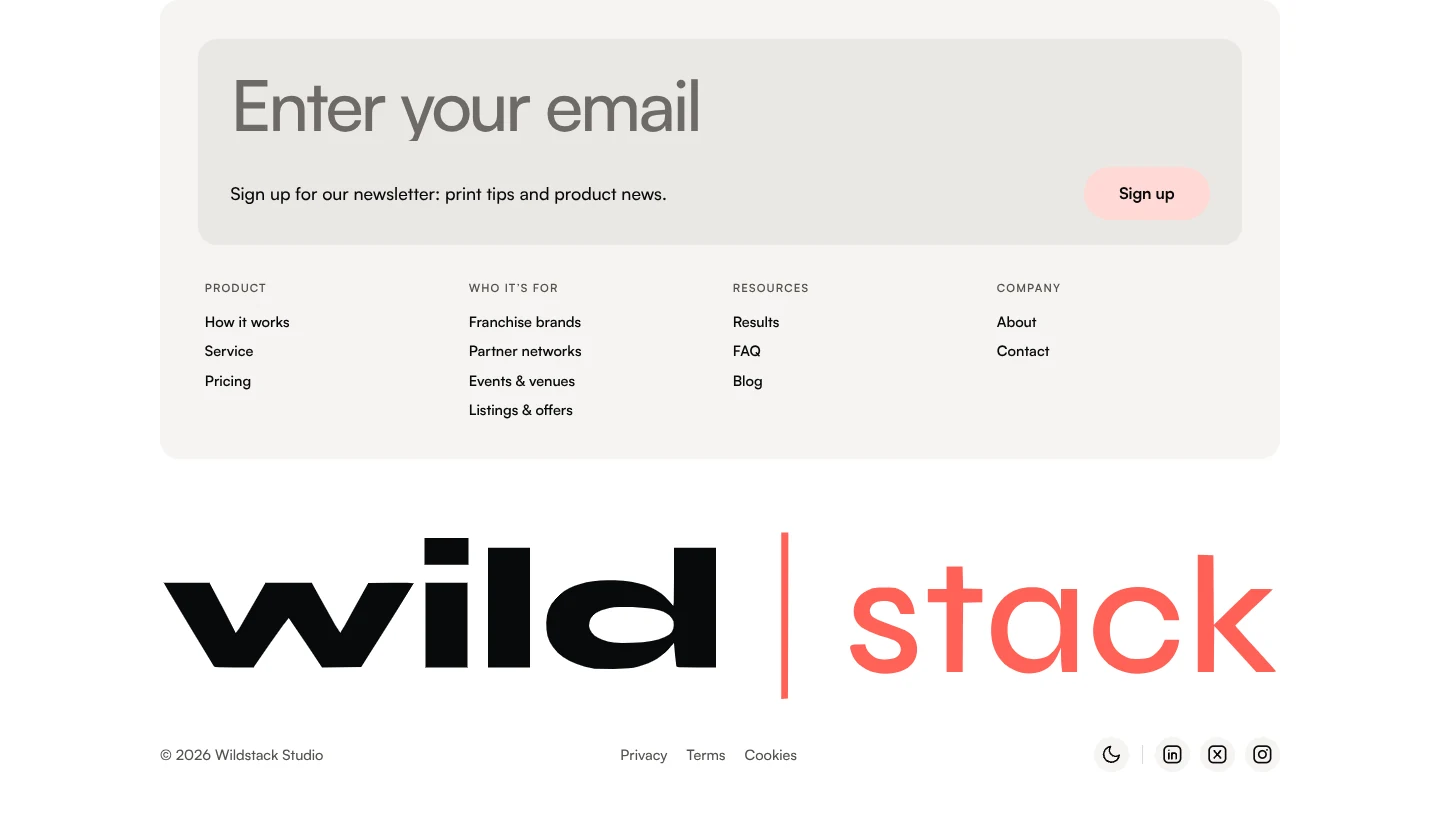 Enter your email
Sign up for our newsletter: print tips and product news.
Sign up
PRODUCT
How it works
Service
Pricing
WHO IT’S FOR
Franchise brands
Partner networks
Events & venues
Listings & offers
RESOURCES
Results
FAQ
Blog
COMPANY
About
Contact
wild | stack
© 2026 Wildstack Studio
Privacy Terms Cookies